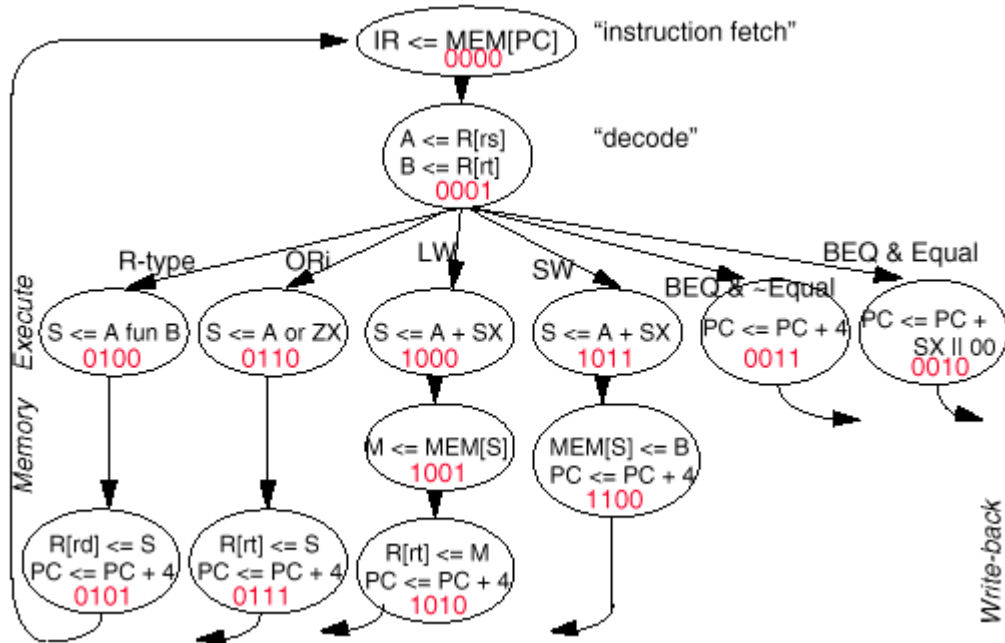 IR <= MEM[PC]
0000
“instruction fetch”
A <= R[rs]
B <= R[rt]
0001
“decode”
R-type
ORi
LW
SW
BEQ & ~Equal
BEQ & Equal
Execute
S <= A fun B
0100
S <= A or ZX
0110
S <= A + SX
1000
S <= A + SX
1011
PC <= PC + 4
0011
PC <= PC +
SX || 00
0010
Memory
M <= MEM[S]
1001
MEM[S] <= B
PC <= PC + 4
1100
R[rd] <= S
PC <= PC + 4
0101
R[rt] <= S
PC <= PC + 4
0111
R[rt] <= M
PC <= PC + 4
1010
Write-back